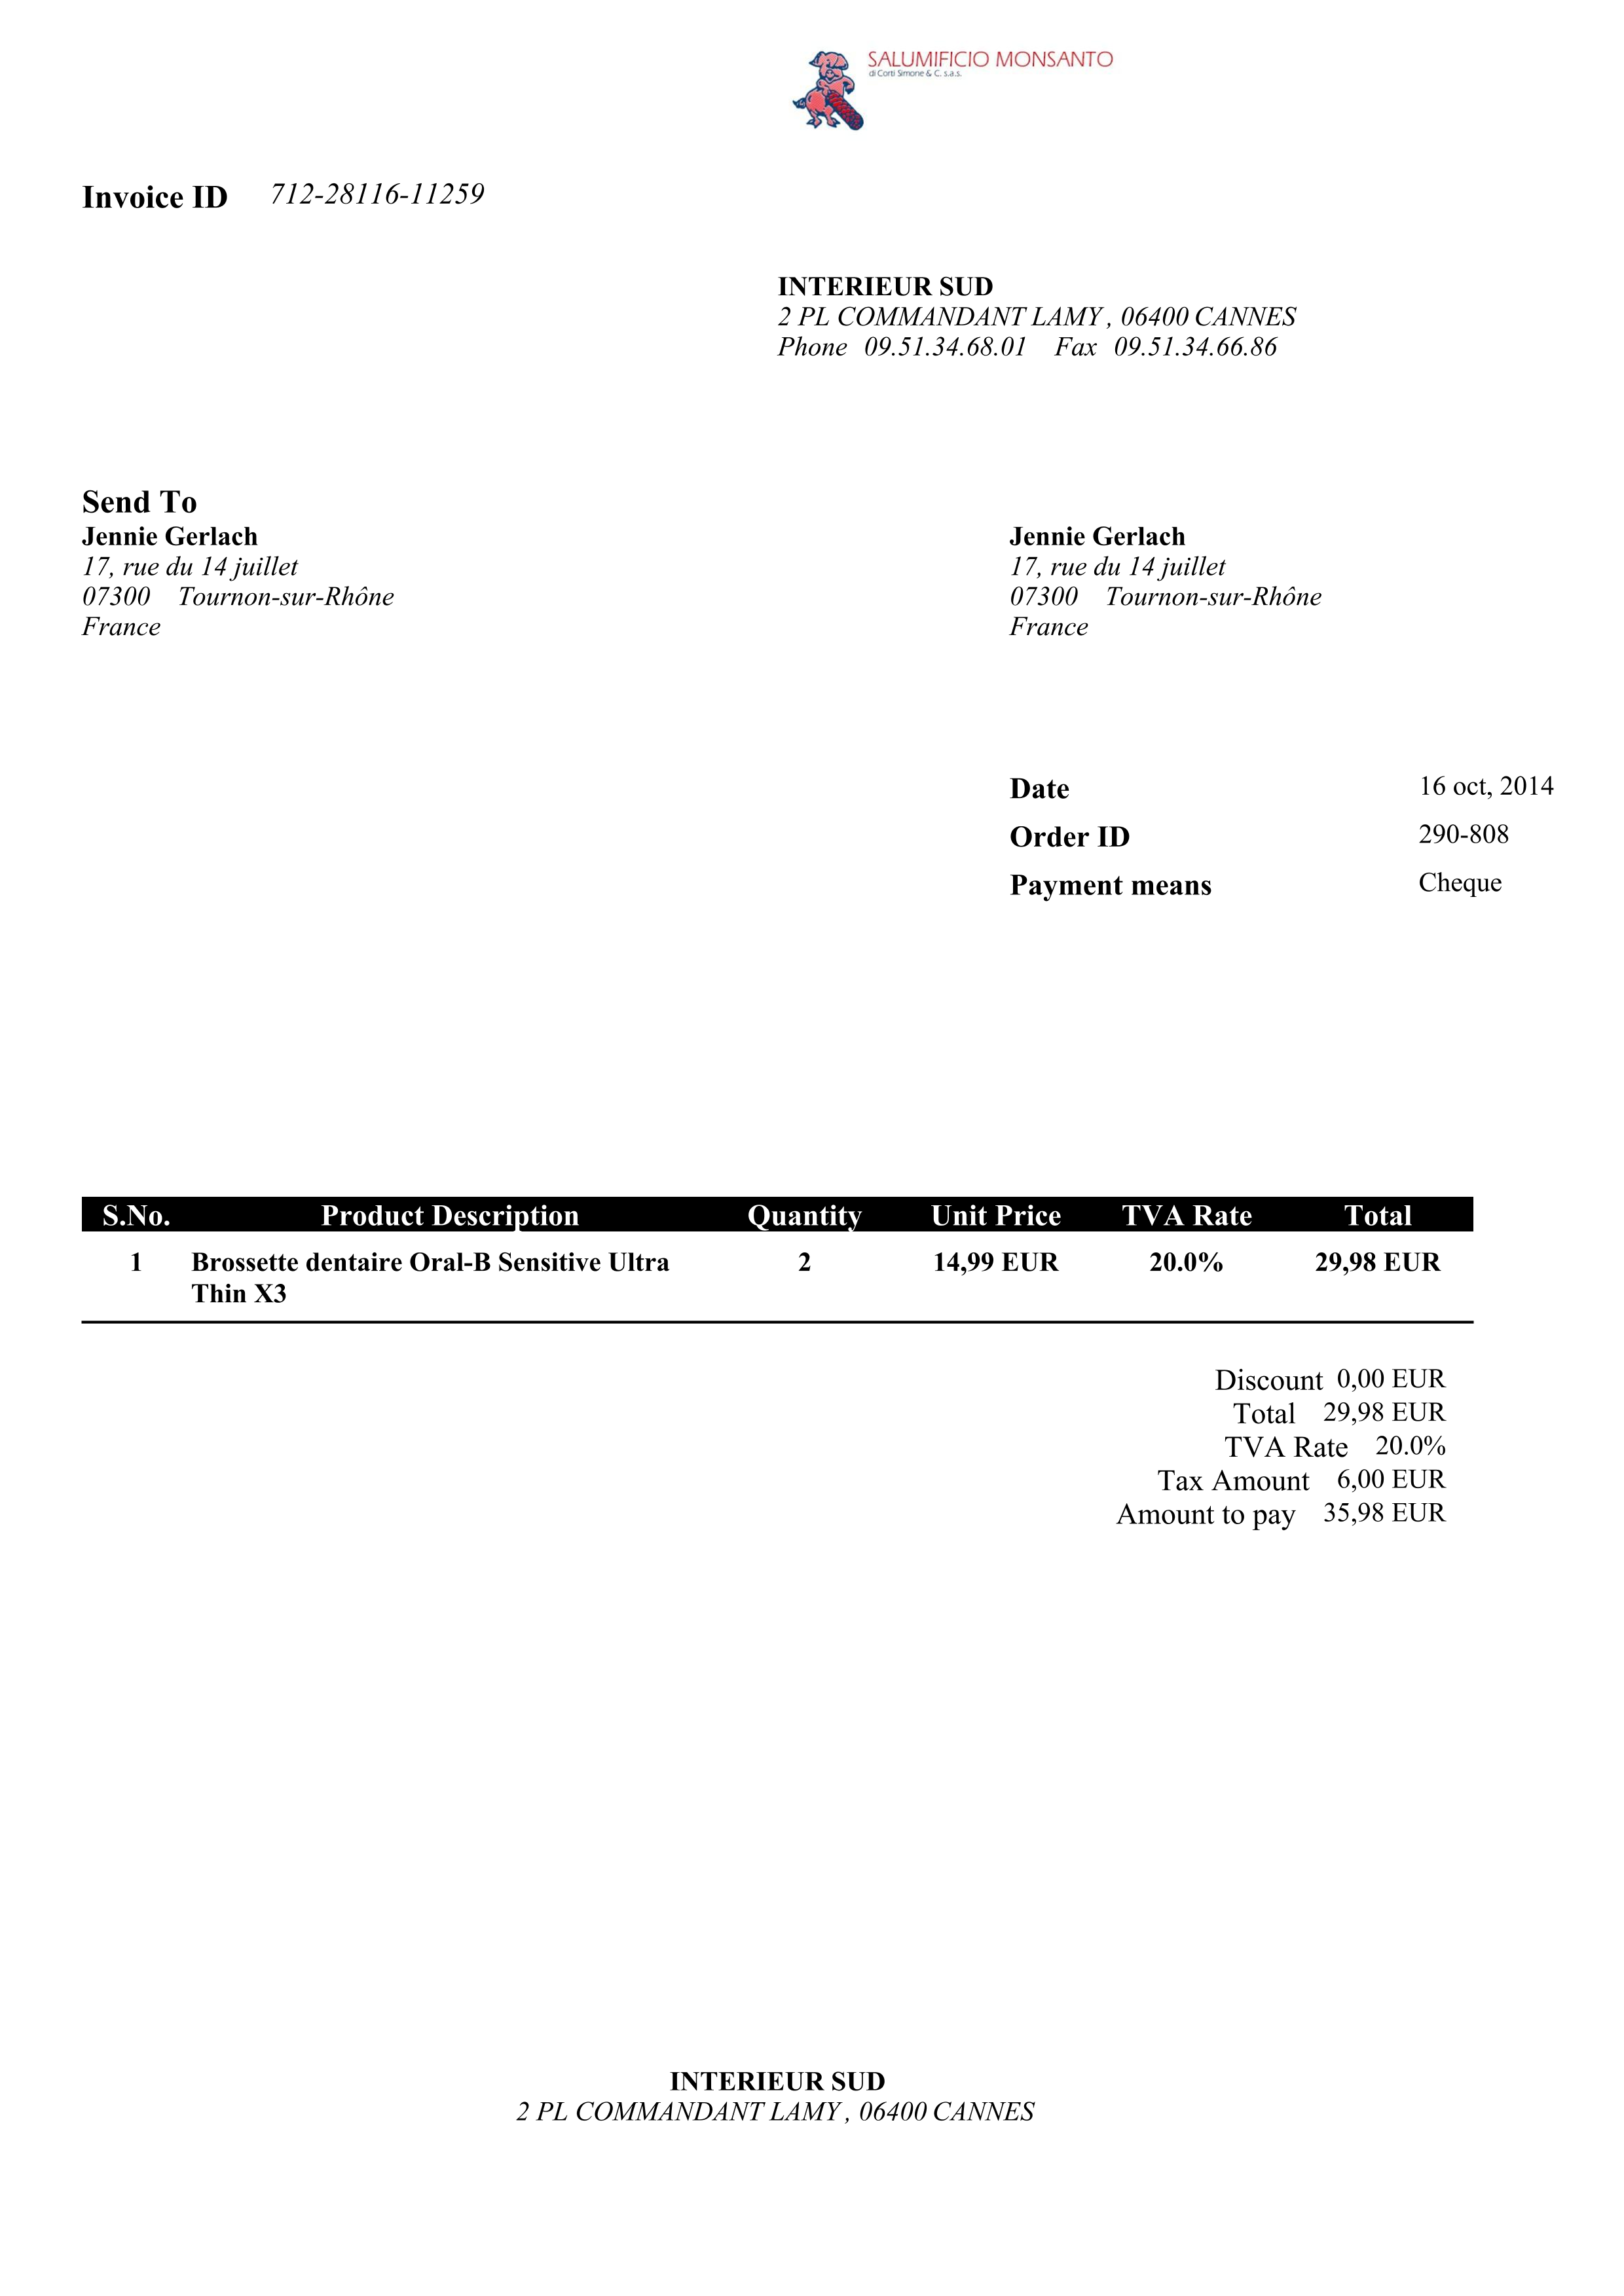 SALUMIFICIO MONSANTO
di Corti Simone & C. s.a.s.
Invoice ID 712-28116-11259
INTERIEUR SUD
2 PL COMMANDANT LAMY , 06400 CANNES
Phone 09.51.34.68.01 Fax 09.51.34.66.86
Send To
Jennie Gerlach
17, rue du 14 juillet
07300 Tournon-sur-Rhône
France
Jennie Gerlach
17, rue du 14 juillet
07300 Tournon-sur-Rhône
France
Date 16 oct, 2014
Order ID 290-808
Payment means Cheque
S.No. Product Description Quantity Unit Price TVA Rate Total
1 Brossette dentaire Oral-B Sensitive Ultra 2 14,99 EUR 20.0% 29,98 EUR
Thin X3
Discount 0,00 EUR
Total 29,98 EUR
TVA Rate 20.0%
Tax Amount 6,00 EUR
Amount to pay 35,98 EUR
INTERIEUR SUD
2 PL COMMANDANT LAMY , 06400 CANNES